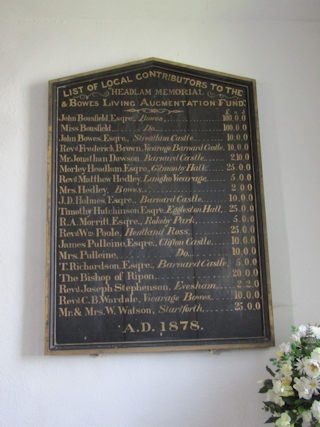 LIST OF LOCAL CONTRIBUTORS TO THE
HEADLAM MEMORIAL
& BOWES LIVING AUGMENTATION FUND.
£ s d
John Bousfield, Esqre., Bowes 100.0.0
Miss Bousfield Do. 100.0.0
John Bowes, Esqre., Streatlam Castle 10.0.0
Revd. Frederick Brown, Vicarage Barnard Castle. 10.0.0
Mr. Jonathan Dawson, Barnard Castle 2.10.0
Morley Headlam, Esqre., Gilmonby Hall 25.0.0
Revd. Matthew Hedley, Langho Vicarage 5.0.0
Mrs. Hedley, Bowes 2.0.0
J.D. Holmes, Esqre., Barnard Castle 10.0.0
Timothy Hutchinson Esqre. Egglestone Hall, 25.0.0
R.A. Morritt, Esqre., Rokeby Park 5.0.0
Revd. Wm. Poole, Hentland Ross, 25.0.0
James Pulleine, Esqre., Clifton Castle 10.0.0
Mrs. Pulleine, Do. 10.0.0
T. Richardson, Esqre., Barnard Castle 5.0.0
The Bishop of Ripon 20.0.0
Revd. Joseph Stephenson, Evesham 2.2.0
Revd. C.B. Wardale, Vicarage Bowes 10.0.0
Mr. & Mrs. W. Watson, Startforth 25.0.0
A.D. 1878.